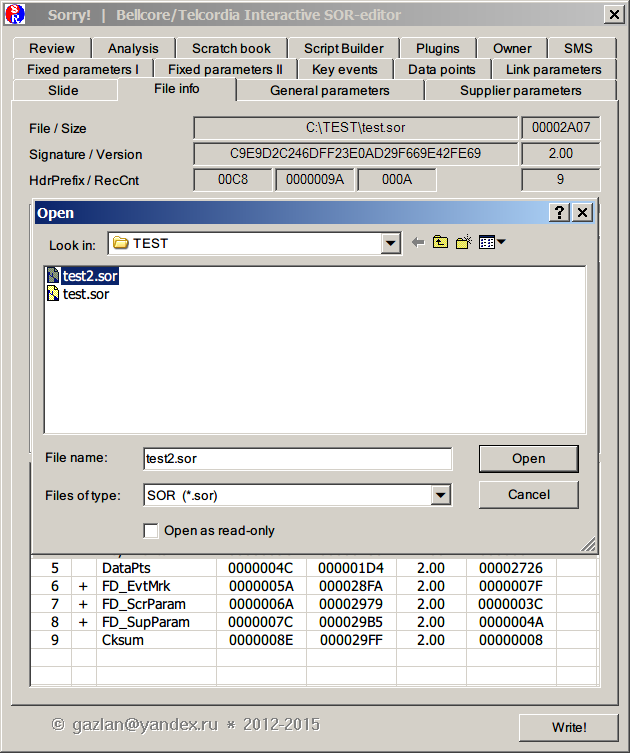 Sorry! | Bellcore/Telcordia Interactive SOR-editor
Review Analysis Scratch book Script Builder Plugins Owner SMS
Fixed parameters I Fixed parameters II Key events Data points Link parameters
Slide File info General parameters Supplier parameters
File / Size C:\TEST\test.sor 00002A07
Signature / Version C9E9D2C246DFF23E0AD29F669E42FE69 2.00
HdrPrefix / RecCnt 00C8 0000009A 000A 9
Open
Look in: TEST
test2.sor
test.sor
File name: test2.sor Open
Files of type: SOR (*.sor) Cancel
Open as read-only
5 DataPts 0000004C 000001D4 2.00 00002726
6 + FD_EvtMrk 0000005A 000028FA 2.00 0000007F
7 + FD_ScrParam 0000006A 00002979 2.00 0000003C
8 + FD_SupParam 0000007C 000029B5 2.00 0000004A
9 Cksum 0000008E 000029FF 2.00 00000008
© gazlan@yandex.ru * 2012-2015 Write!